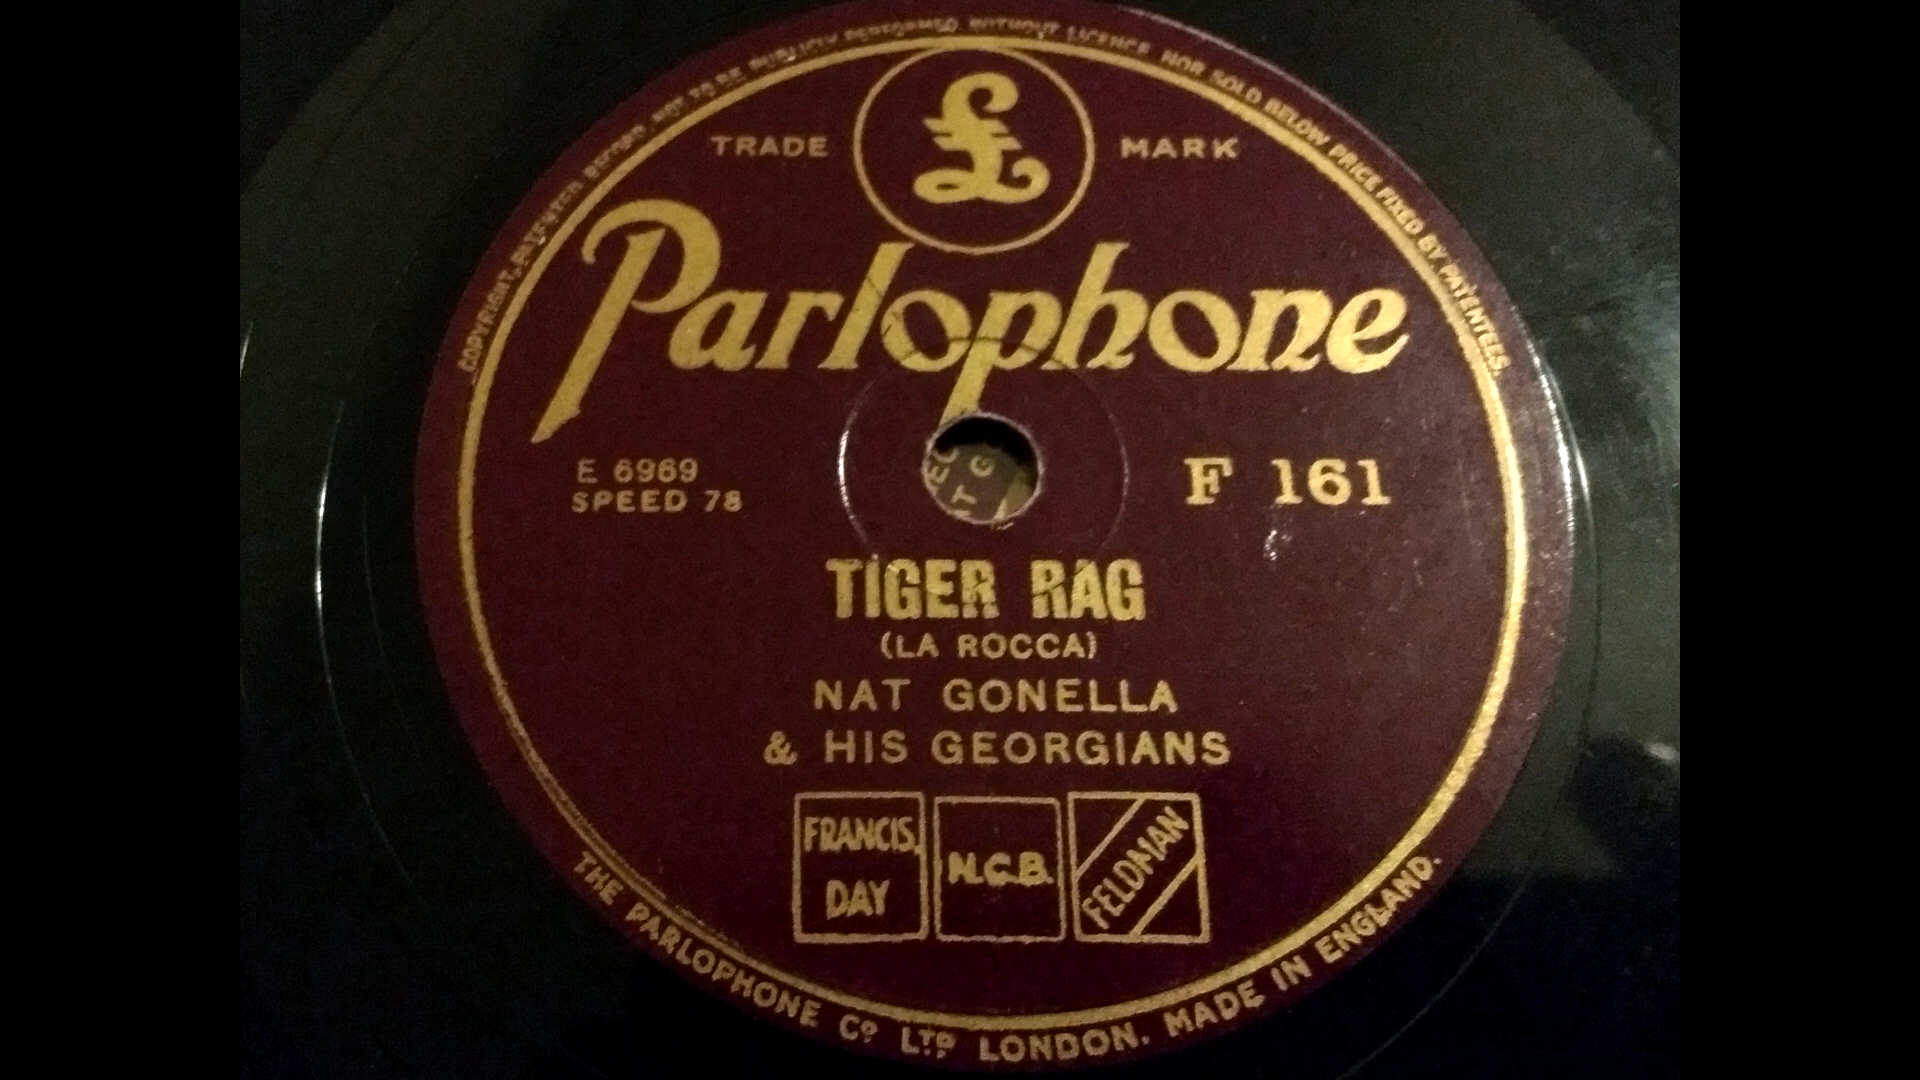 COPYRIGHT. PATENTED RECORD. NOT TO BE PUBLICLY PERFORMED WITHOUT LICENCE NOR SOLD BELOW PRICE FIXED BY PATENTEES.
£
TRADE MARK
Parlophone
E 6969
SPEED 78
F 161
TIGER RAG
(LA ROCCA)
NAT GONELLA
& HIS GEORGIANS
FRANCIS, DAY
N.C.B.
FELDMAN
THE PARLOPHONE Cº LTD LONDON. MADE IN ENGLAND.